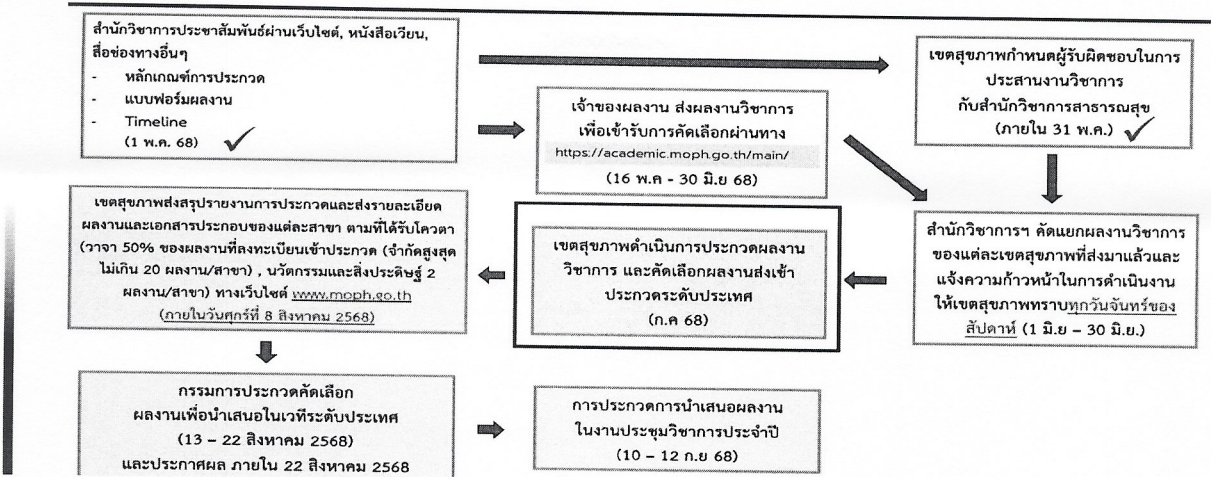 สำนักวิชาการประชาสัมพันธ์ผ่านเว็บไซต์, หนังสือเวียน,
สื่อช่องทางอื่นๆ
- หลักเกณฑ์การประกวด
- แบบฟอร์มผลงาน
- Timeline
(1 พ.ค. 68)
เขตสุขภาพกำหนดผู้รับผิดชอบในการ
ประสานงานวิชาการ
กับสำนักวิชาการสาธารณสุข
(ภายใน 31 พ.ค.)
เจ้าของผลงาน ส่งผลงานวิชาการ
เพื่อเข้ารับการคัดเลือกผ่านทาง
https://academic.moph.go.th/main/
(16 พ.ค - 30 มิ.ย 68)
สำนักวิชาการฯ คัดแยกผลงานวิชาการ
ของแต่ละเขตสุขภาพที่ส่งมาแล้วและ
แจ้งความก้าวหน้าในการดำเนินงาน
ให้เขตสุขภาพทราบทุกวันจันทร์ของ
สัปดาห์ (1 มิ.ย – 30 มิ.ย.)
เขตสุขภาพดำเนินการประกวดผลงาน
วิชาการ และคัดเลือกผลงานส่งเข้า
ประกวดระดับประเทศ
(ก.ค 68)
เขตสุขภาพส่งสรุปรายงานการประกวดและส่งรายละเอียด
ผลงานและเอกสารประกอบของแต่ละสาขา ตามที่ได้รับโควตา
(วาจา 50% ของผลงานที่ลงทะเบียนเข้าประกวด (จำกัดสูงสุด
ไม่เกิน 20 ผลงาน/สาขา) , นวัตกรรมและสิ่งประดิษฐ์ 2
ผลงาน/สาขา) ทางเว็บไซต์ www.moph.go.th
(ภายในวันศุกร์ที่ 8 สิงหาคม 2568)
กรรมการประกวดคัดเลือก
ผลงานเพื่อนำเสนอในเวทีระดับประเทศ
(13 – 22 สิงหาคม 2568)
และประกาศผล ภายใน 22 สิงหาคม 2568
การประกวดการนำเสนอผลงาน
ในงานประชุมวิชาการประจำปี
(10 – 12 ก.ย 68)